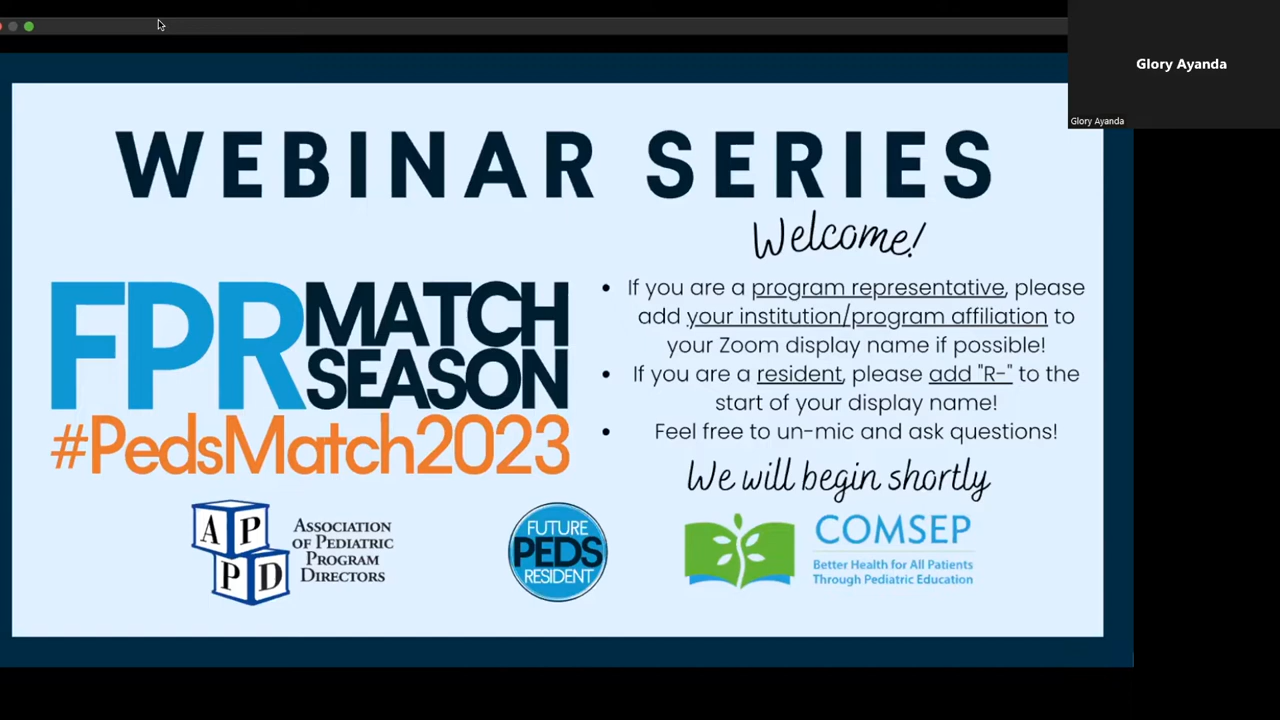 Glory Ayanda
Glory Ayanda
WEBINAR SERIES
Welcome!
FPR MATCH
SEASON
#PedsMatch2023
• If you are a program representative, please
add your institution/program affiliation to
your Zoom display name if possible!
• If you are a resident, please add "R-" to the
start of your display name!
• Feel free to un-mic and ask questions!
We will begin shortly
A P
P D
ASSOCIATION
OF PEDIATRIC
PROGRAM
DIRECTORS
FUTURE
PEDS
RESIDENT
COMSEP
Better Health for All Patients
Through Pediatric Education